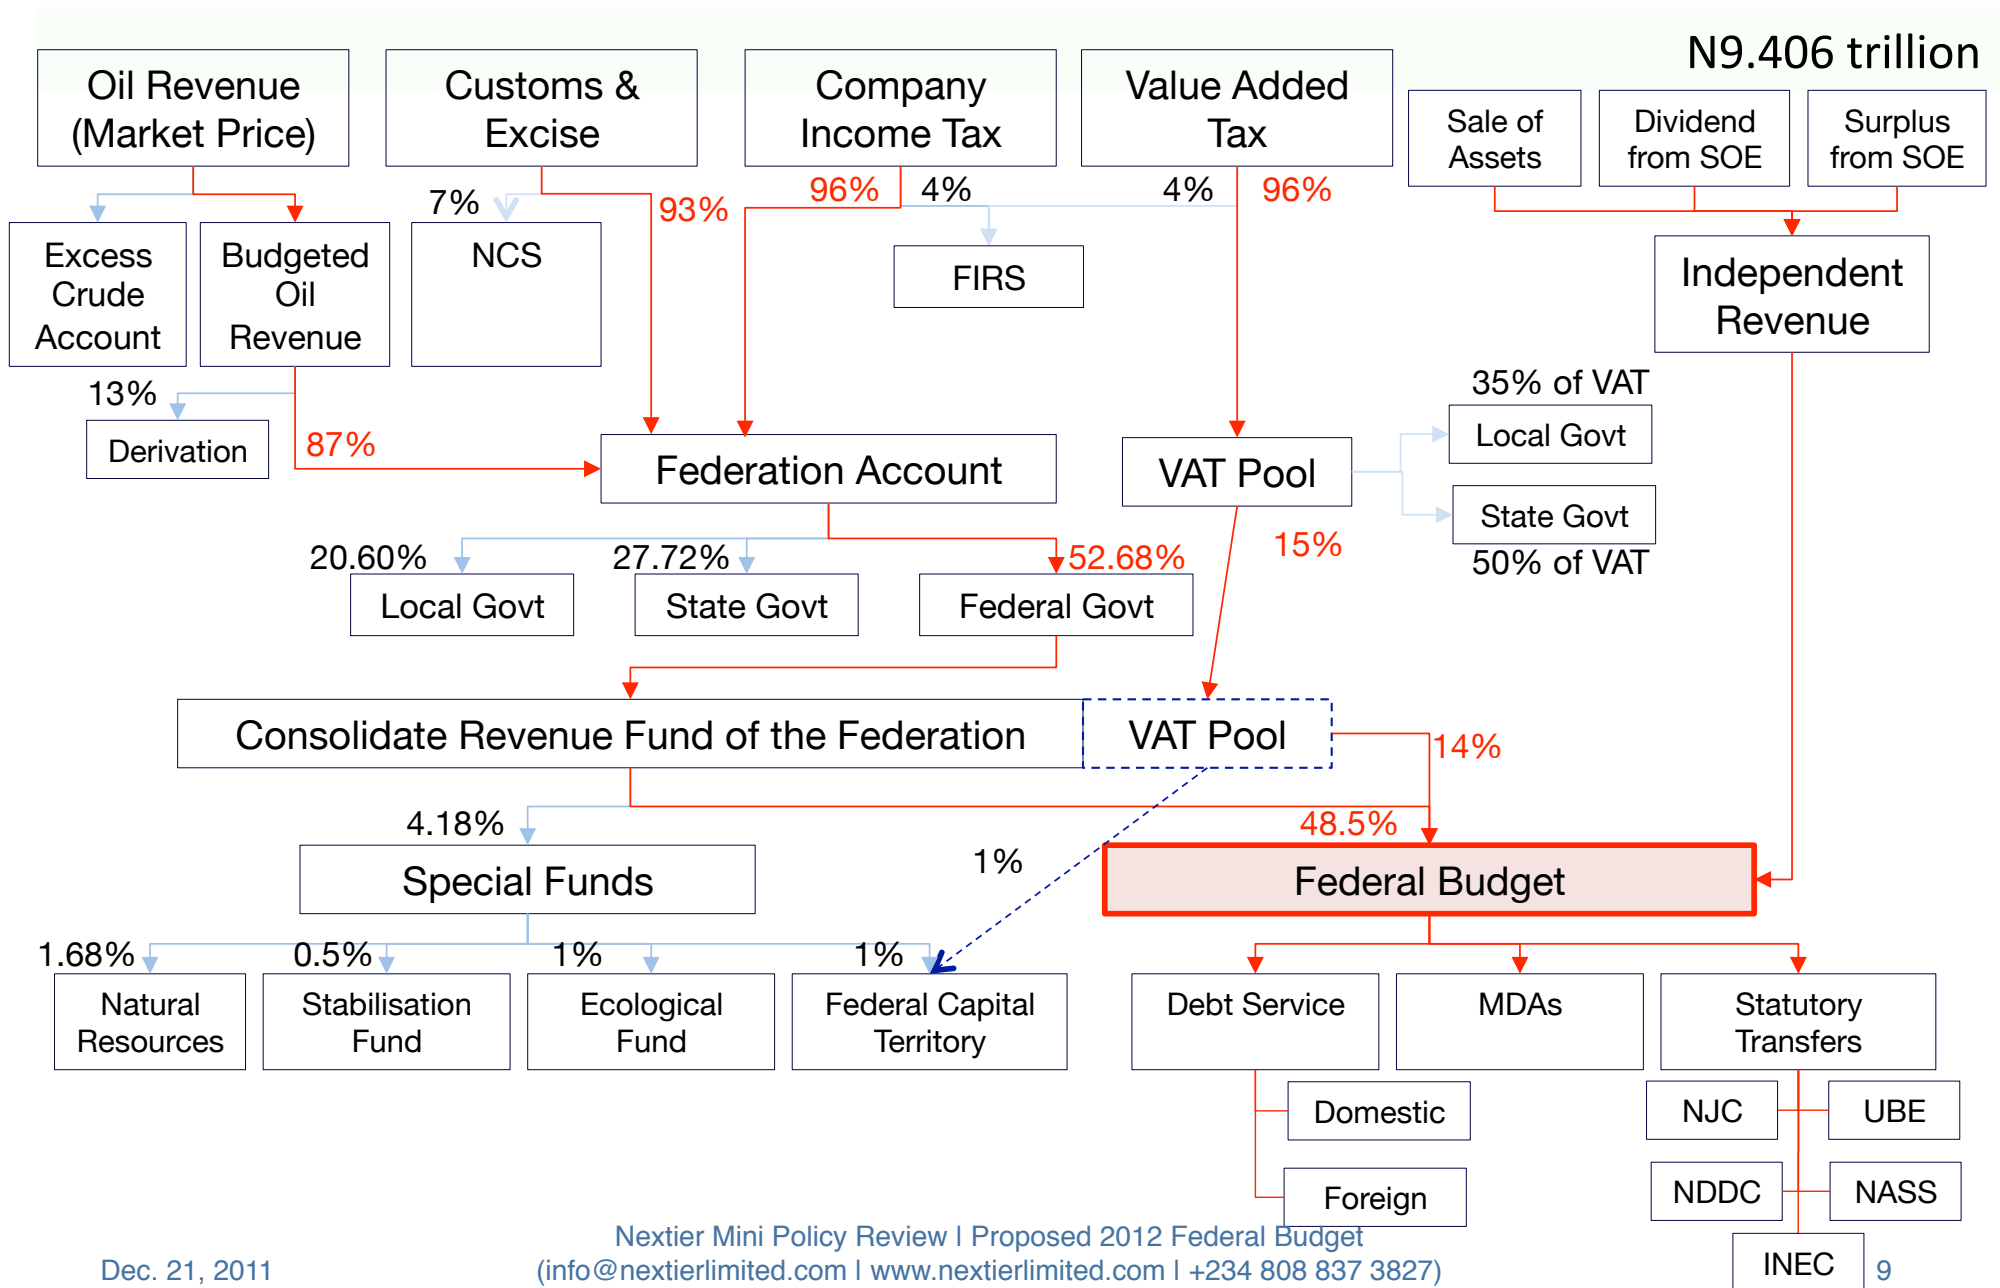 N9.406 trillion
Oil Revenue
(Market Price)
Customs &
Excise
Company
Income Tax
Value Added
Tax
Sale of
Assets
Dividend
from SOE
Surplus
from SOE
7%
93%
96%
4%
4%
96%
Excess
Crude
Account
Budgeted
Oil
Revenue
NCS
FIRS
Independent
Revenue
13%
87%
Derivation
Federation Account
VAT Pool
35% of VAT
Local Govt
State Govt
50% of VAT
20.60%
27.72%
52.68%
15%
Local Govt
State Govt
Federal Govt
Consolidate Revenue Fund of the Federation
VAT Pool
14%
4.18%
48.5%
1%
Special Funds
Federal Budget
1.68%
0.5%
1%
1%
Natural
Resources
Stabilisation
Fund
Ecological
Fund
Federal Capital
Territory
Debt Service
MDAs
Statutory
Transfers
Domestic
Foreign
NJC
UBE
NDDC
NASS
INEC
Dec. 21, 2011
Nextier Mini Policy Review | Proposed 2012 Federal Budget
(info@nextierlimited.com | www.nextierlimited.com | +234 808 837 3827)
9